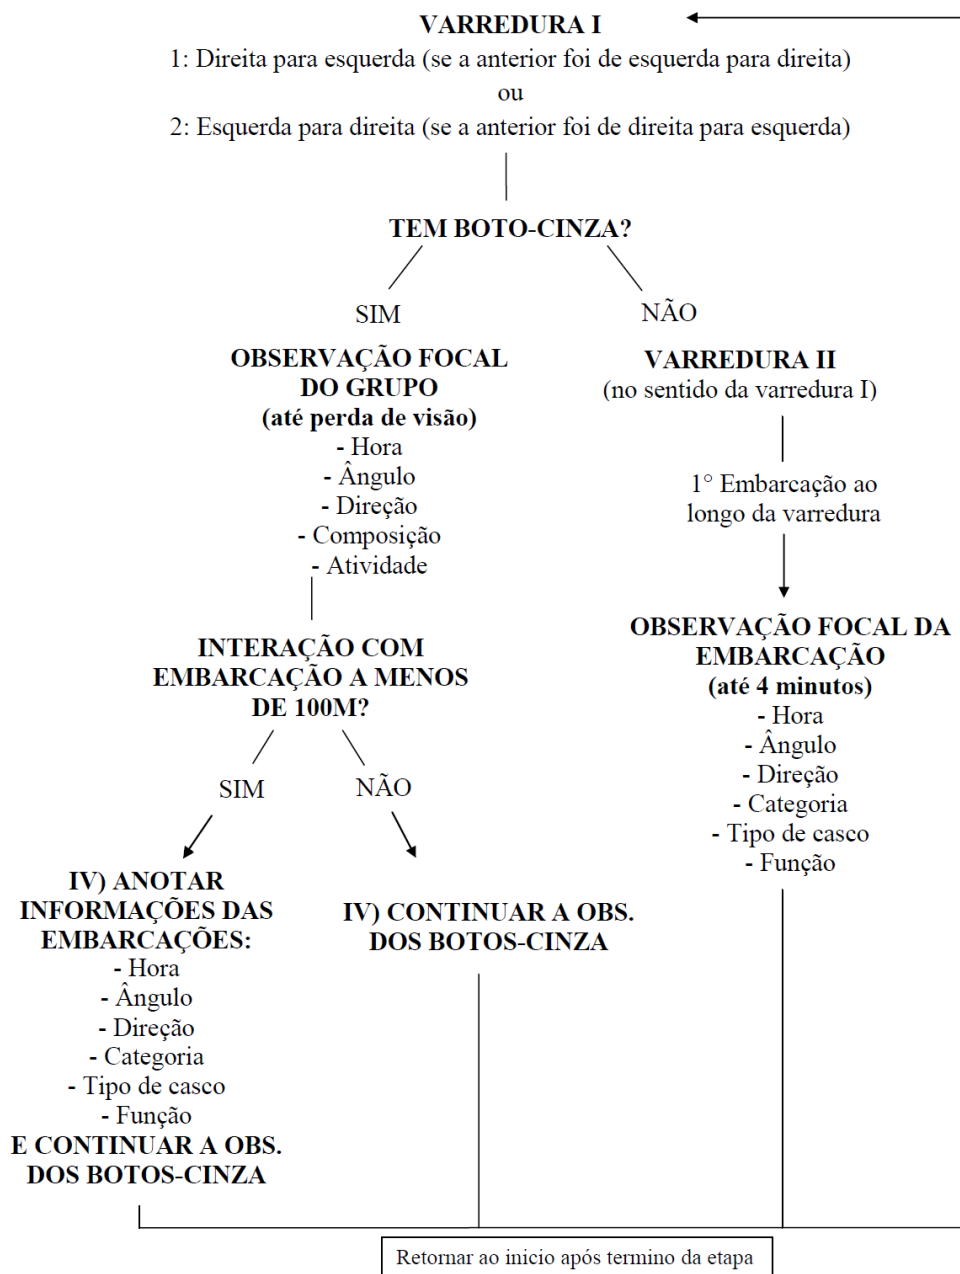 VARREDURA I
1: Direita para esquerda (se a anterior foi de esquerda para direita)
ou
2: Esquerda para direita (se a anterior foi de direita para esquerda)
TEM BOTO-CINZA?
SIM
NÃO
OBSERVAÇÃO FOCAL
DO GRUPO
(até perda de visão)
- Hora
- Ângulo
- Direção
- Composição
- Atividade
VARREDURA II
(no sentido da varredura I)
1° Embarcação ao
longo da varredura
INTERAÇÃO COM
EMBARCAÇÃO A MENOS
DE 100M?
SIM
NÃO
OBSERVAÇÃO FOCAL DA
EMBARCAÇÃO
(até 4 minutos)
- Hora
- Ângulo
- Direção
- Categoria
- Tipo de casco
- Função
IV) ANOTAR
INFORMAÇÕES DAS
EMBARCAÇÕES:
- Hora
- Ângulo
- Direção
- Categoria
- Tipo de casco
- Função
E CONTINUAR A OBS.
DOS BOTOS-CINZA
IV) CONTINUAR A OBS.
DOS BOTOS-CINZA
Retornar ao inicio após termino da etapa